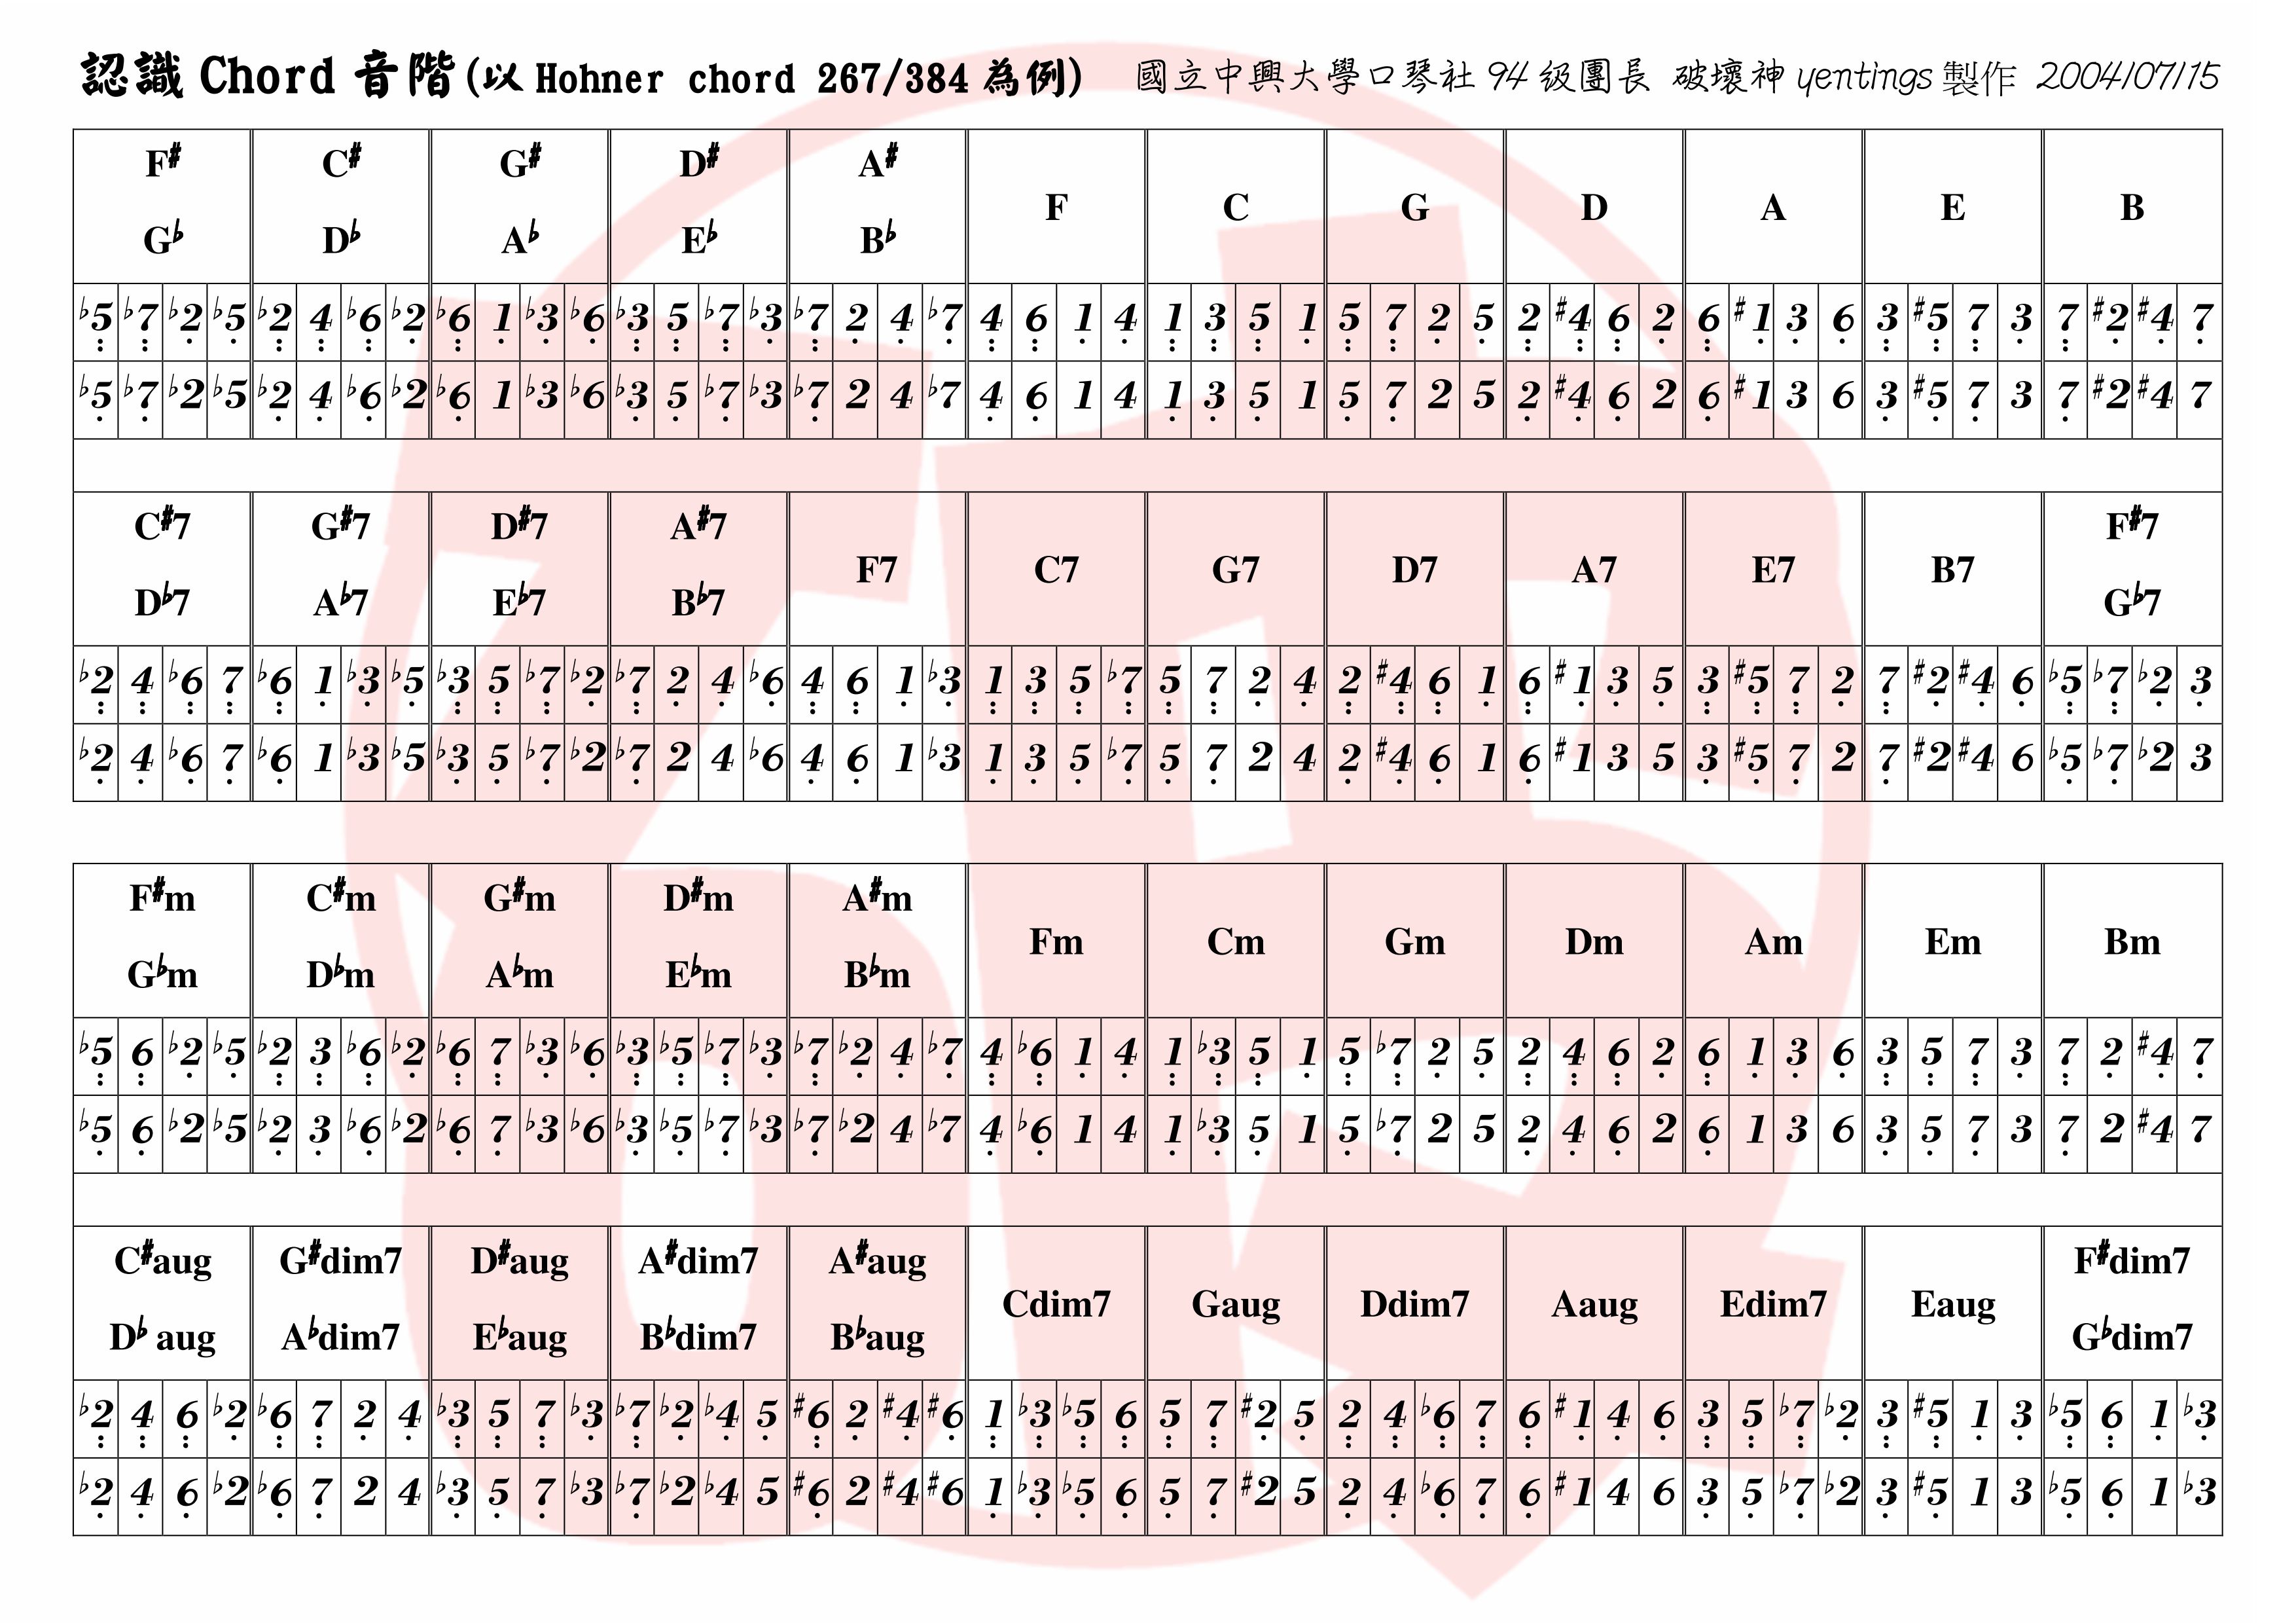 認識 Chord 音階(以 Hohner chord 267/384 為例) 國立中興大學口琴社 94 級團長 破壞神 yentings 製作 2004/07/15
F# C# G# D# A# F C G D A E B
G♭ D♭ A♭ E♭ B♭
♭5̣ ♭7̣ ♭2̣ ♭5̣ ♭2̣ 4̣ ♭6̣ ♭2̣ ♭6̣ 1̣ ♭3̣ ♭6̣ ♭3̣ 5̣ ♭7̣ ♭3̣ ♭7̣ 2̣ 4̣ ♭7̣ 4̣ 6̣ 1̣ 4̣ 1̣ 3̣ 5̣ 1̣ 5̣ 7̣ 2̣ 5̣ 2̣ #4̣ 6̣ 2̣ 6̣ #1̣ 3̣ 6̣ 3̣ #5̣ 7̣ 3̣ 7̣ #2̣ #4̣ 7̣
♭5̣ ♭7̣ ♭2 ♭5 ♭2̣ 4̣ ♭6̣ ♭2 ♭6̣ 1 ♭3 ♭6 ♭3̣ 5̣ ♭7̣ ♭3 ♭7̣ 2 4 ♭7 4̣ 6̣ 1 4 1̣ 3̣ 5̣ 1 5̣ 7̣ 2 5 2̣ #4̣ 6̣ 2 6̣ #1 3 6 3̣ #5̣ 7̣ 3 7̣ #2 #4 7
C#7 G#7 D#7 A#7 F7 C7 G7 D7 A7 E7 B7 F#7
D♭7 A♭7 E♭7 B♭7 G♭7
♭2̣ 4̣ ♭6̣ 7̣ ♭6̣ 1̣ ♭3̣ ♭5̣ ♭3̣ 5̣ ♭7̣ ♭2̣ ♭7̣ 2̣ 4̣ ♭6̣ 4̣ 6̣ 1̣ ♭3̣ 1̣ 3̣ 5̣ ♭7̣ 5̣ 7̣ 2̣ 4̣ 2̣ #4̣ 6̣ 1̣ 6̣ #1̣ 3̣ 5̣ 3̣ #5̣ 7̣ 2̣ 7̣ #2̣ #4̣ 6̣ ♭5̣ ♭7̣ ♭2̣ 3̣
♭2̣ 4̣ ♭6̣ 7̣ ♭6̣ 1 ♭3 ♭5 ♭3̣ 5̣ ♭7̣ ♭2 ♭7̣ 2 4 ♭6 4̣ 6̣ 1 ♭3 1̣ 3̣ 5̣ ♭7̣ 5̣ 7̣ 2 4 2̣ #4̣ 6̣ 1 6̣ #1 3 5 3̣ #5̣ 7̣ 2 7̣ #2 #4 6 ♭5̣ ♭7̣ ♭2 3
F#m C#m G#m D#m A#m Fm Cm Gm Dm Am Em Bm
G♭m D♭m A♭m E♭m B♭m
♭5̣ 6̣ ♭2̣ ♭5̣ ♭2̣ 3̣ ♭6̣ ♭2̣ ♭6̣ 7̣ ♭3̣ ♭6̣ ♭3̣ ♭5̣ ♭7̣ ♭3̣ ♭7̣ ♭2̣ 4̣ ♭7̣ 4̣ ♭6̣ 1̣ 4̣ 1̣ ♭3̣ 5̣ 1̣ 5̣ ♭7̣ 2̣ 5̣ 2̣ 4̣ 6̣ 2̣ 6̣ 1̣ 3̣ 6̣ 3̣ 5̣ 7̣ 3̣ 7̣ 2̣ #4̣ 7̣
♭5̣ 6̣ ♭2 ♭5 ♭2̣ 3̣ ♭6̣ ♭2 ♭6̣ 7̣ ♭3 ♭6 ♭3̣ ♭5̣ ♭7̣ ♭3 ♭7̣ ♭2 4 ♭7 4̣ ♭6̣ 1 4 1̣ ♭3̣ 5̣ 1 5̣ ♭7̣ 2 5 2̣ 4̣ 6̣ 2 6̣ 1 3 6 3̣ 5̣ 7̣ 3 7̣ 2 #4 7
C#aug G#dim7 D#aug A#dim7 A#aug Cdim7 Gaug Ddim7 Aaug Edim7 Eaug F#dim7
D♭ aug A♭dim7 E♭aug B♭dim7 B♭aug G♭dim7
♭2̣ 4̣ 6̣ ♭2̣ ♭6̣ 7̣ 2̣ 4̣ ♭3̣ 5̣ 7̣ ♭3̣ ♭7̣ ♭2̣ ♭4̣ 5̣ #6̣ 2̣ #4̣ #6̣ 1̣ ♭3̣ ♭5̣ 6̣ 5̣ 7̣ #2̣ 5̣ 2̣ 4̣ ♭6̣ 7̣ 6̣ #1̣ 4̣ 6̣ 3̣ 5̣ ♭7̣ ♭2̣ 3̣ #5̣ 1̣ 3̣ ♭5̣ 6̣ 1̣ ♭3̣
♭2̣ 4̣ 6̣ ♭2 ♭6̣ 7̣ 2 4 ♭3̣ 5̣ 7̣ ♭3 ♭7̣ ♭2 ♭4 5 #6̣ 2 #4 #6 1̣ ♭3̣ ♭5̣ 6̣ 5̣ 7̣ #2 5 2̣ 4̣ ♭6̣ 7̣ 6̣ #1 4 6 3̣ 5̣ ♭7̣ ♭2 3̣ #5̣ 1 3 ♭5̣ 6̣ 1 ♭3